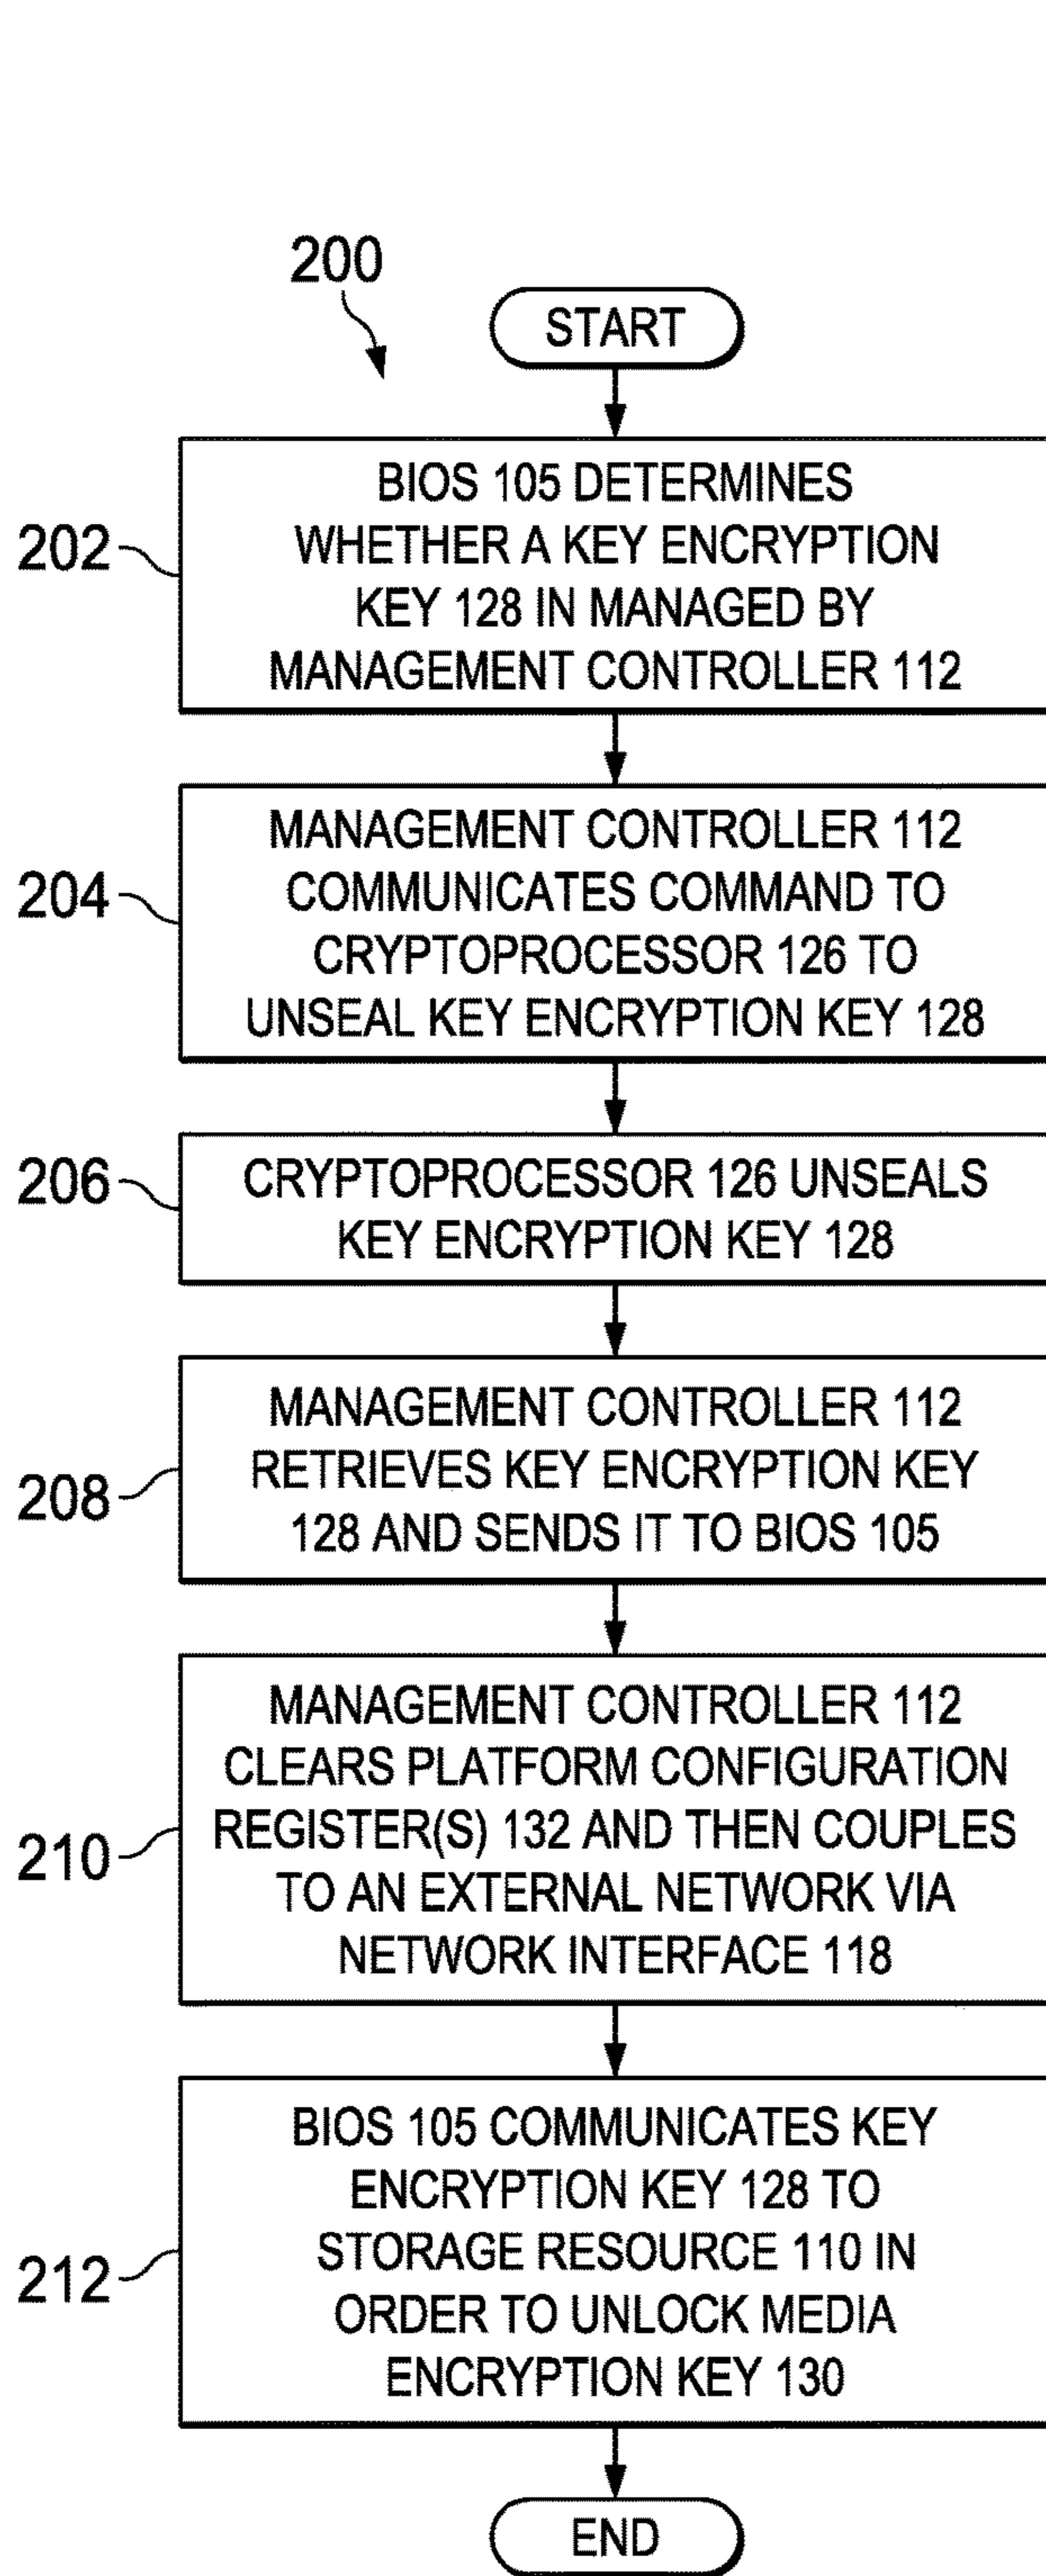 200
START
202
BIOS 105 DETERMINES
WHETHER A KEY ENCRYPTION
KEY 128 IN MANAGED BY
MANAGEMENT CONTROLLER 112
204
MANAGEMENT CONTROLLER 112
COMMUNICATES COMMAND TO
CRYPTOPROCESSOR 126 TO
UNSEAL KEY ENCRYPTION KEY 128
206
CRYPTOPROCESSOR 126 UNSEALS
KEY ENCRYPTION KEY 128
208
MANAGEMENT CONTROLLER 112
RETRIEVES KEY ENCRYPTION KEY
128 AND SENDS IT TO BIOS 105
210
MANAGEMENT CONTROLLER 112
CLEARS PLATFORM CONFIGURATION
REGISTER(S) 132 AND THEN COUPLES
TO AN EXTERNAL NETWORK VIA
NETWORK INTERFACE 118
212
BIOS 105 COMMUNICATES KEY
ENCRYPTION KEY 128 TO
STORAGE RESOURCE 110 IN
ORDER TO UNLOCK MEDIA
ENCRYPTION KEY 130
END